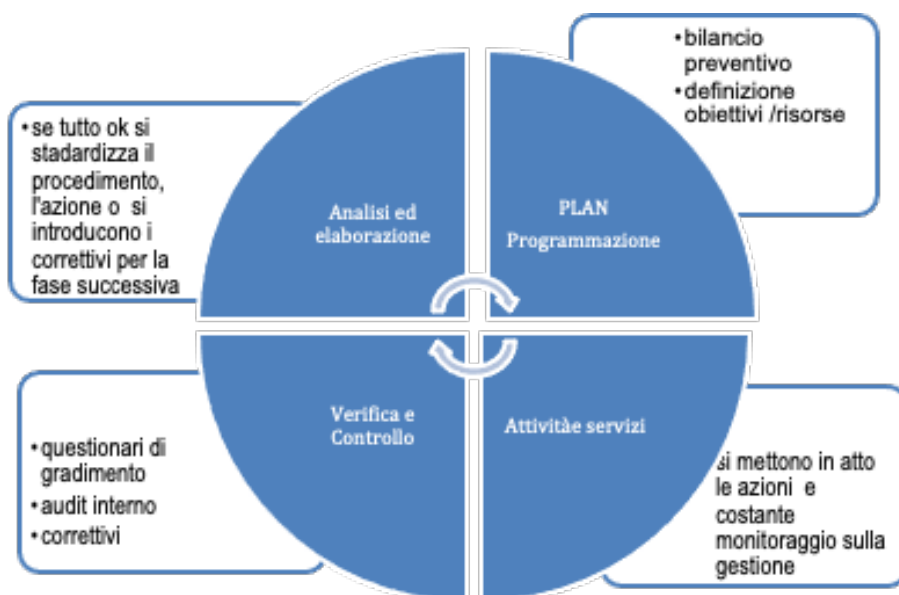 •bilancio
preventivo
•definizione
obiettivi /risorse
•se tutto ok si
stadardizza il
procedimento,
l'azione o si
introducono i
correttivi per la
fase successiva
Analisi ed
elaborazione
PLAN
Programmazione
Verifica e
Controllo
Attivitàe servizi
•questionari di
gradimento
•audit interno
•correttivi
si mettono in atto
le azioni e
costante
monitoraggio sulla
gestione